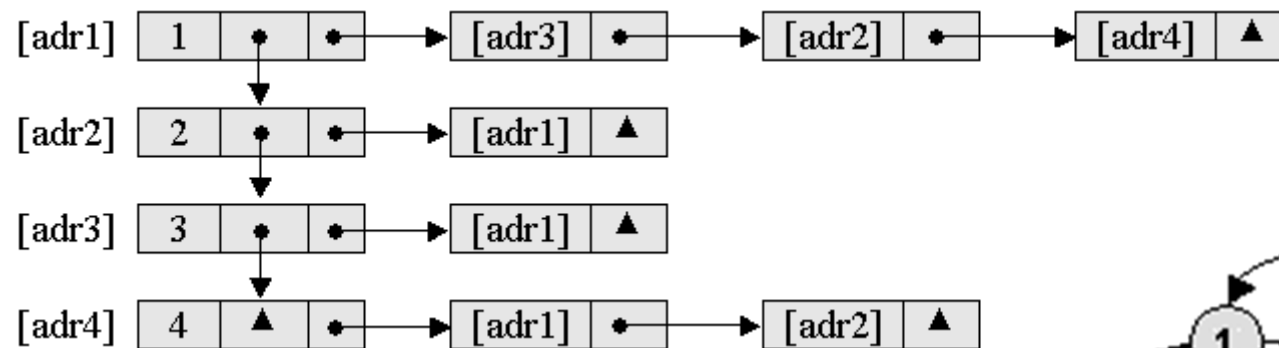 [adr1] 1 [adr3] [adr2] [adr4]
[adr2] 2 [adr1]
[adr3] 3 [adr1]
[adr4] 4 [adr1] [adr2]
1